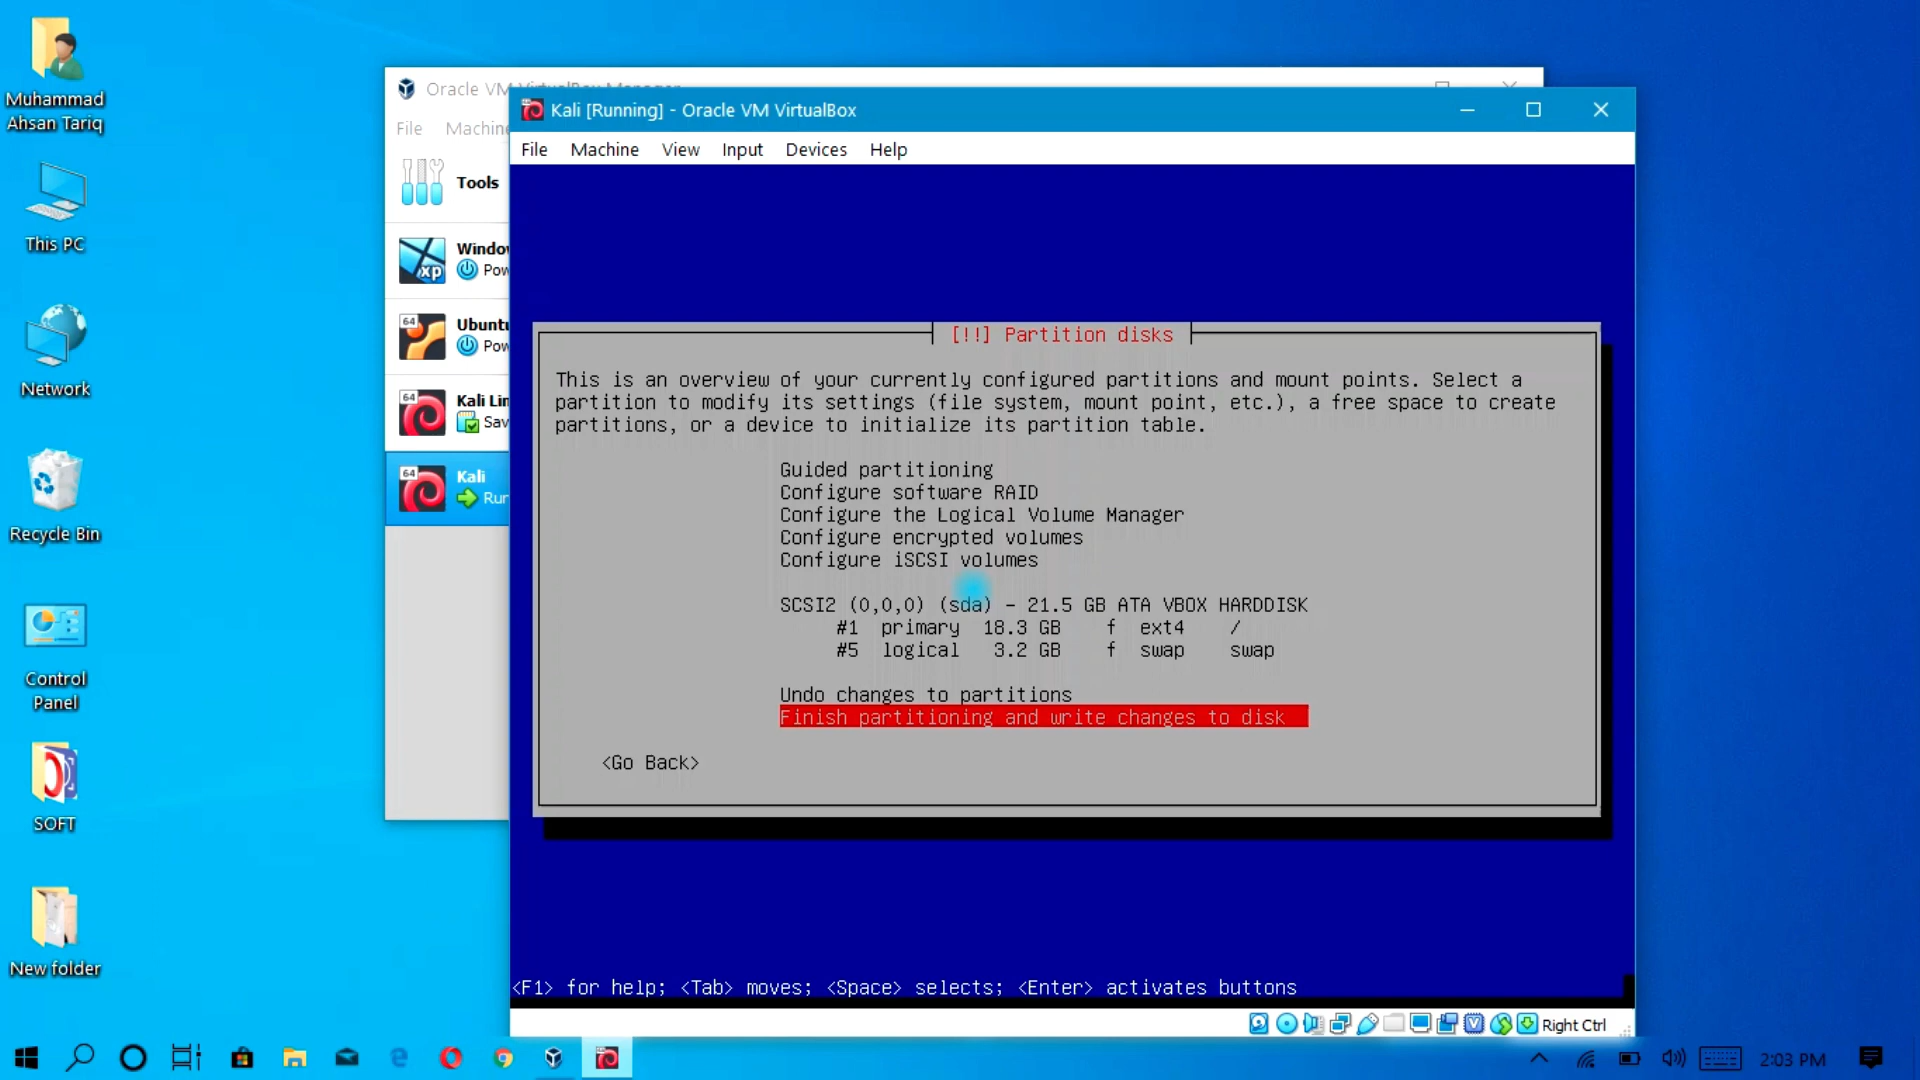 Muhammad
Ahsan Tariq
This PC
Network
Recycle Bin
Control
Panel
SOFT
New folder
Oracle VM VirtualBox Manager
File Machine
Tools
Window
xp
Pow
64
Ubuntu
Pow
64
Kali Lin
Sav
64
Kali
Run
Kali [Running] - Oracle VM VirtualBox
File Machine View Input Devices Help
[!!] Partition disks
This is an overview of your currently configured partitions and mount points. Select a
partition to modify its settings (file system, mount point, etc.), a free space to create
partitions, or a device to initialize its partition table.
Guided partitioning
Configure software RAID
Configure the Logical Volume Manager
Configure encrypted volumes
Configure iSCSI volumes
SCSI2 (0,0,0) (sda) - 21.5 GB ATA VBOX HARDDISK
#1 primary 18.3 GB f ext4 /
#5 logical 3.2 GB f swap swap
Undo changes to partitions
Finish partitioning and write changes to disk
<Go Back>
<F1> for help; <Tab> moves; <Space> selects; <Enter> activates buttons
Right Ctrl
2:03 PM